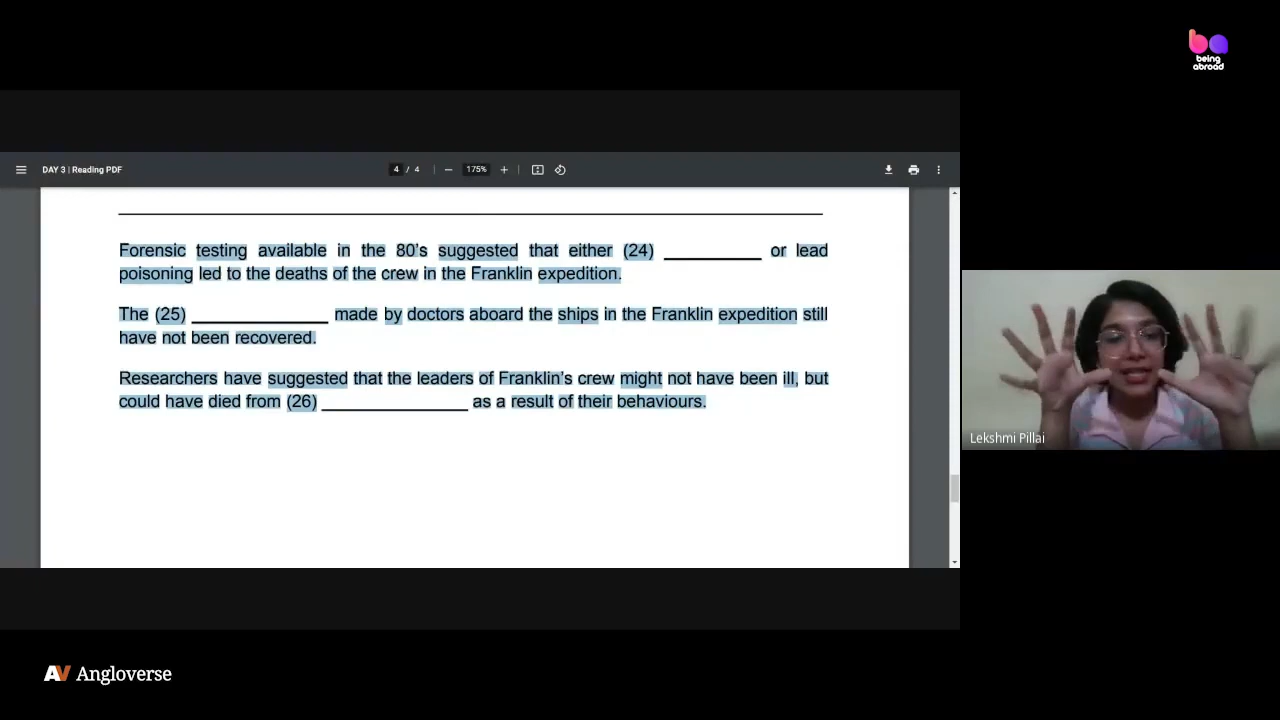 ba
being
abroad
DAY 3 | Reading PDF
4 / 4
175%
Forensic testing available in the 80's suggested that either (24) __________ or lead
poisoning led to the deaths of the crew in the Franklin expedition.
The (25) ______________ made by doctors aboard the ships in the Franklin expedition still
have not been recovered.
Researchers have suggested that the leaders of Franklin's crew might not have been ill, but
could have died from (26) _______________ as a result of their behaviours.
Lekshmi Pillai
AV Angloverse